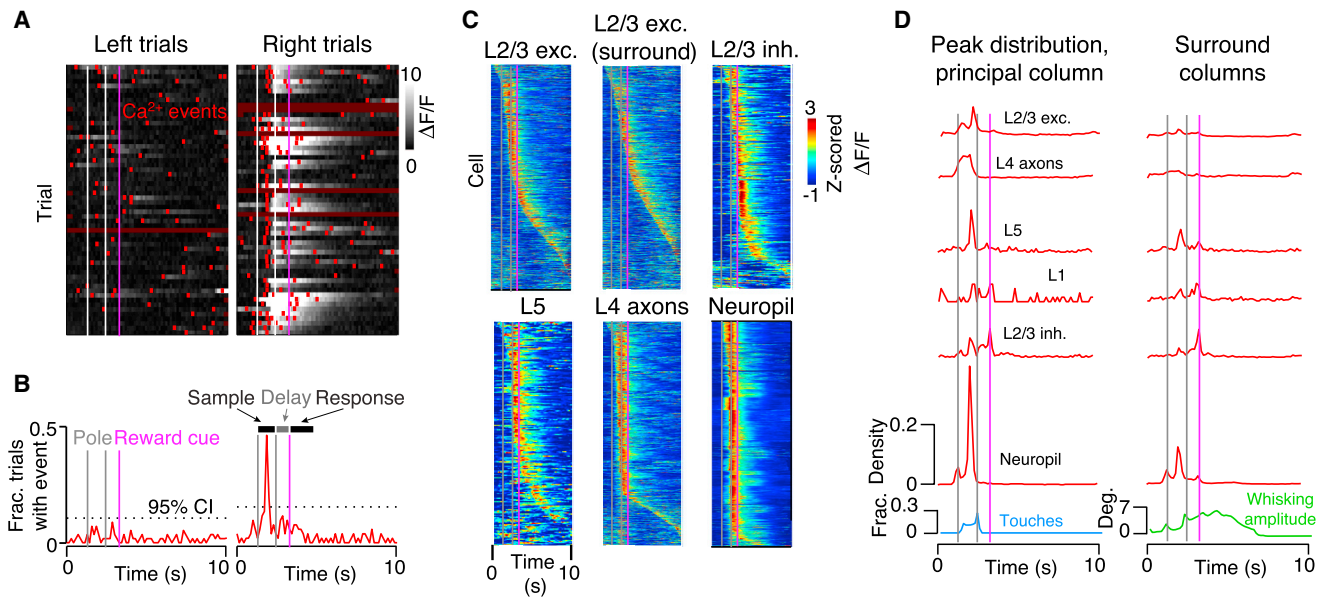 A
Left trials
Right trials
Ca²⁺ events
10
0
ΔF/F
Trial
B
Sample Delay Response
0.5
Pole
Reward cue
95% CI
Frac. trials
with event
0
0
10
0
10
Time (s)
Time (s)
C
L2/3 exc.
L2/3 exc.
(surround)
L2/3 inh.
Cell
3
-1
Z-scored
ΔF/F
L5
L4 axons
Neuropil
0
10
Time
(s)
D
Peak distribution,
principal column
Surround
columns
L2/3 exc.
L4 axons
L5
L1
L2/3 inh.
Neuropil
0.2
0
Density
0.3
0
Frac.
Touches
7
0
Deg.
Whisking
amplitude
0
10
Time (s)
0
10
Time (s)